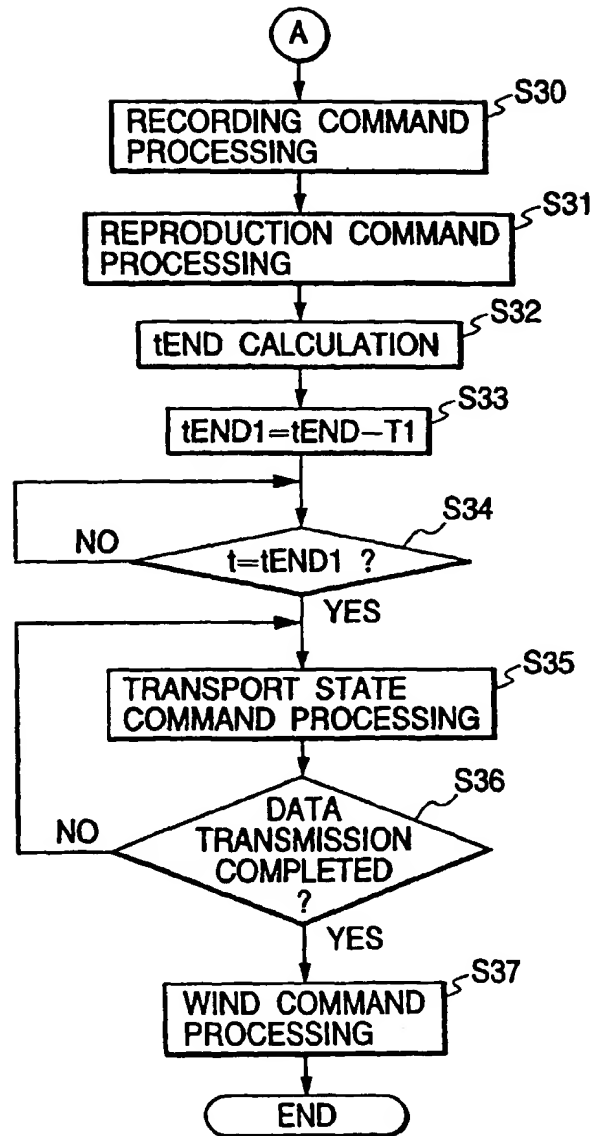 A
S30
RECORDING COMMAND
PROCESSING
S31
REPRODUCTION COMMAND
PROCESSING
S32
tEND CALCULATION
S33
tEND1=tEND–T1
S34
NO
t=tEND1 ?
YES
S35
TRANSPORT STATE
COMMAND PROCESSING
S36
DATA
NO
TRANSMISSION
COMPLETED
?
YES
S37
WIND COMMAND
PROCESSING
END